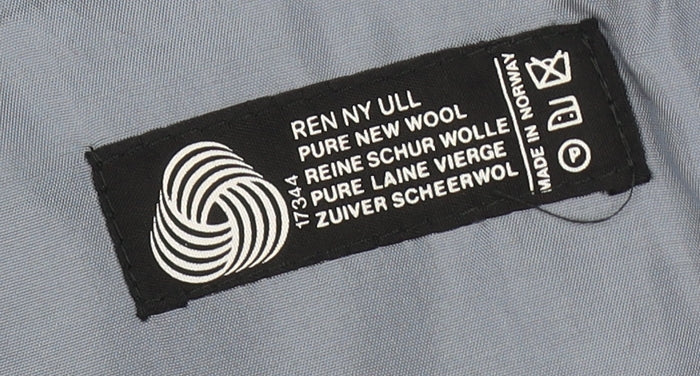 REN NY ULL
PURE NEW WOOL
REINE SCHUR WOLLE
PURE LAINE VIERGE
ZUIVER SCHEERWOL
17344
MADE IN NORWAY
P